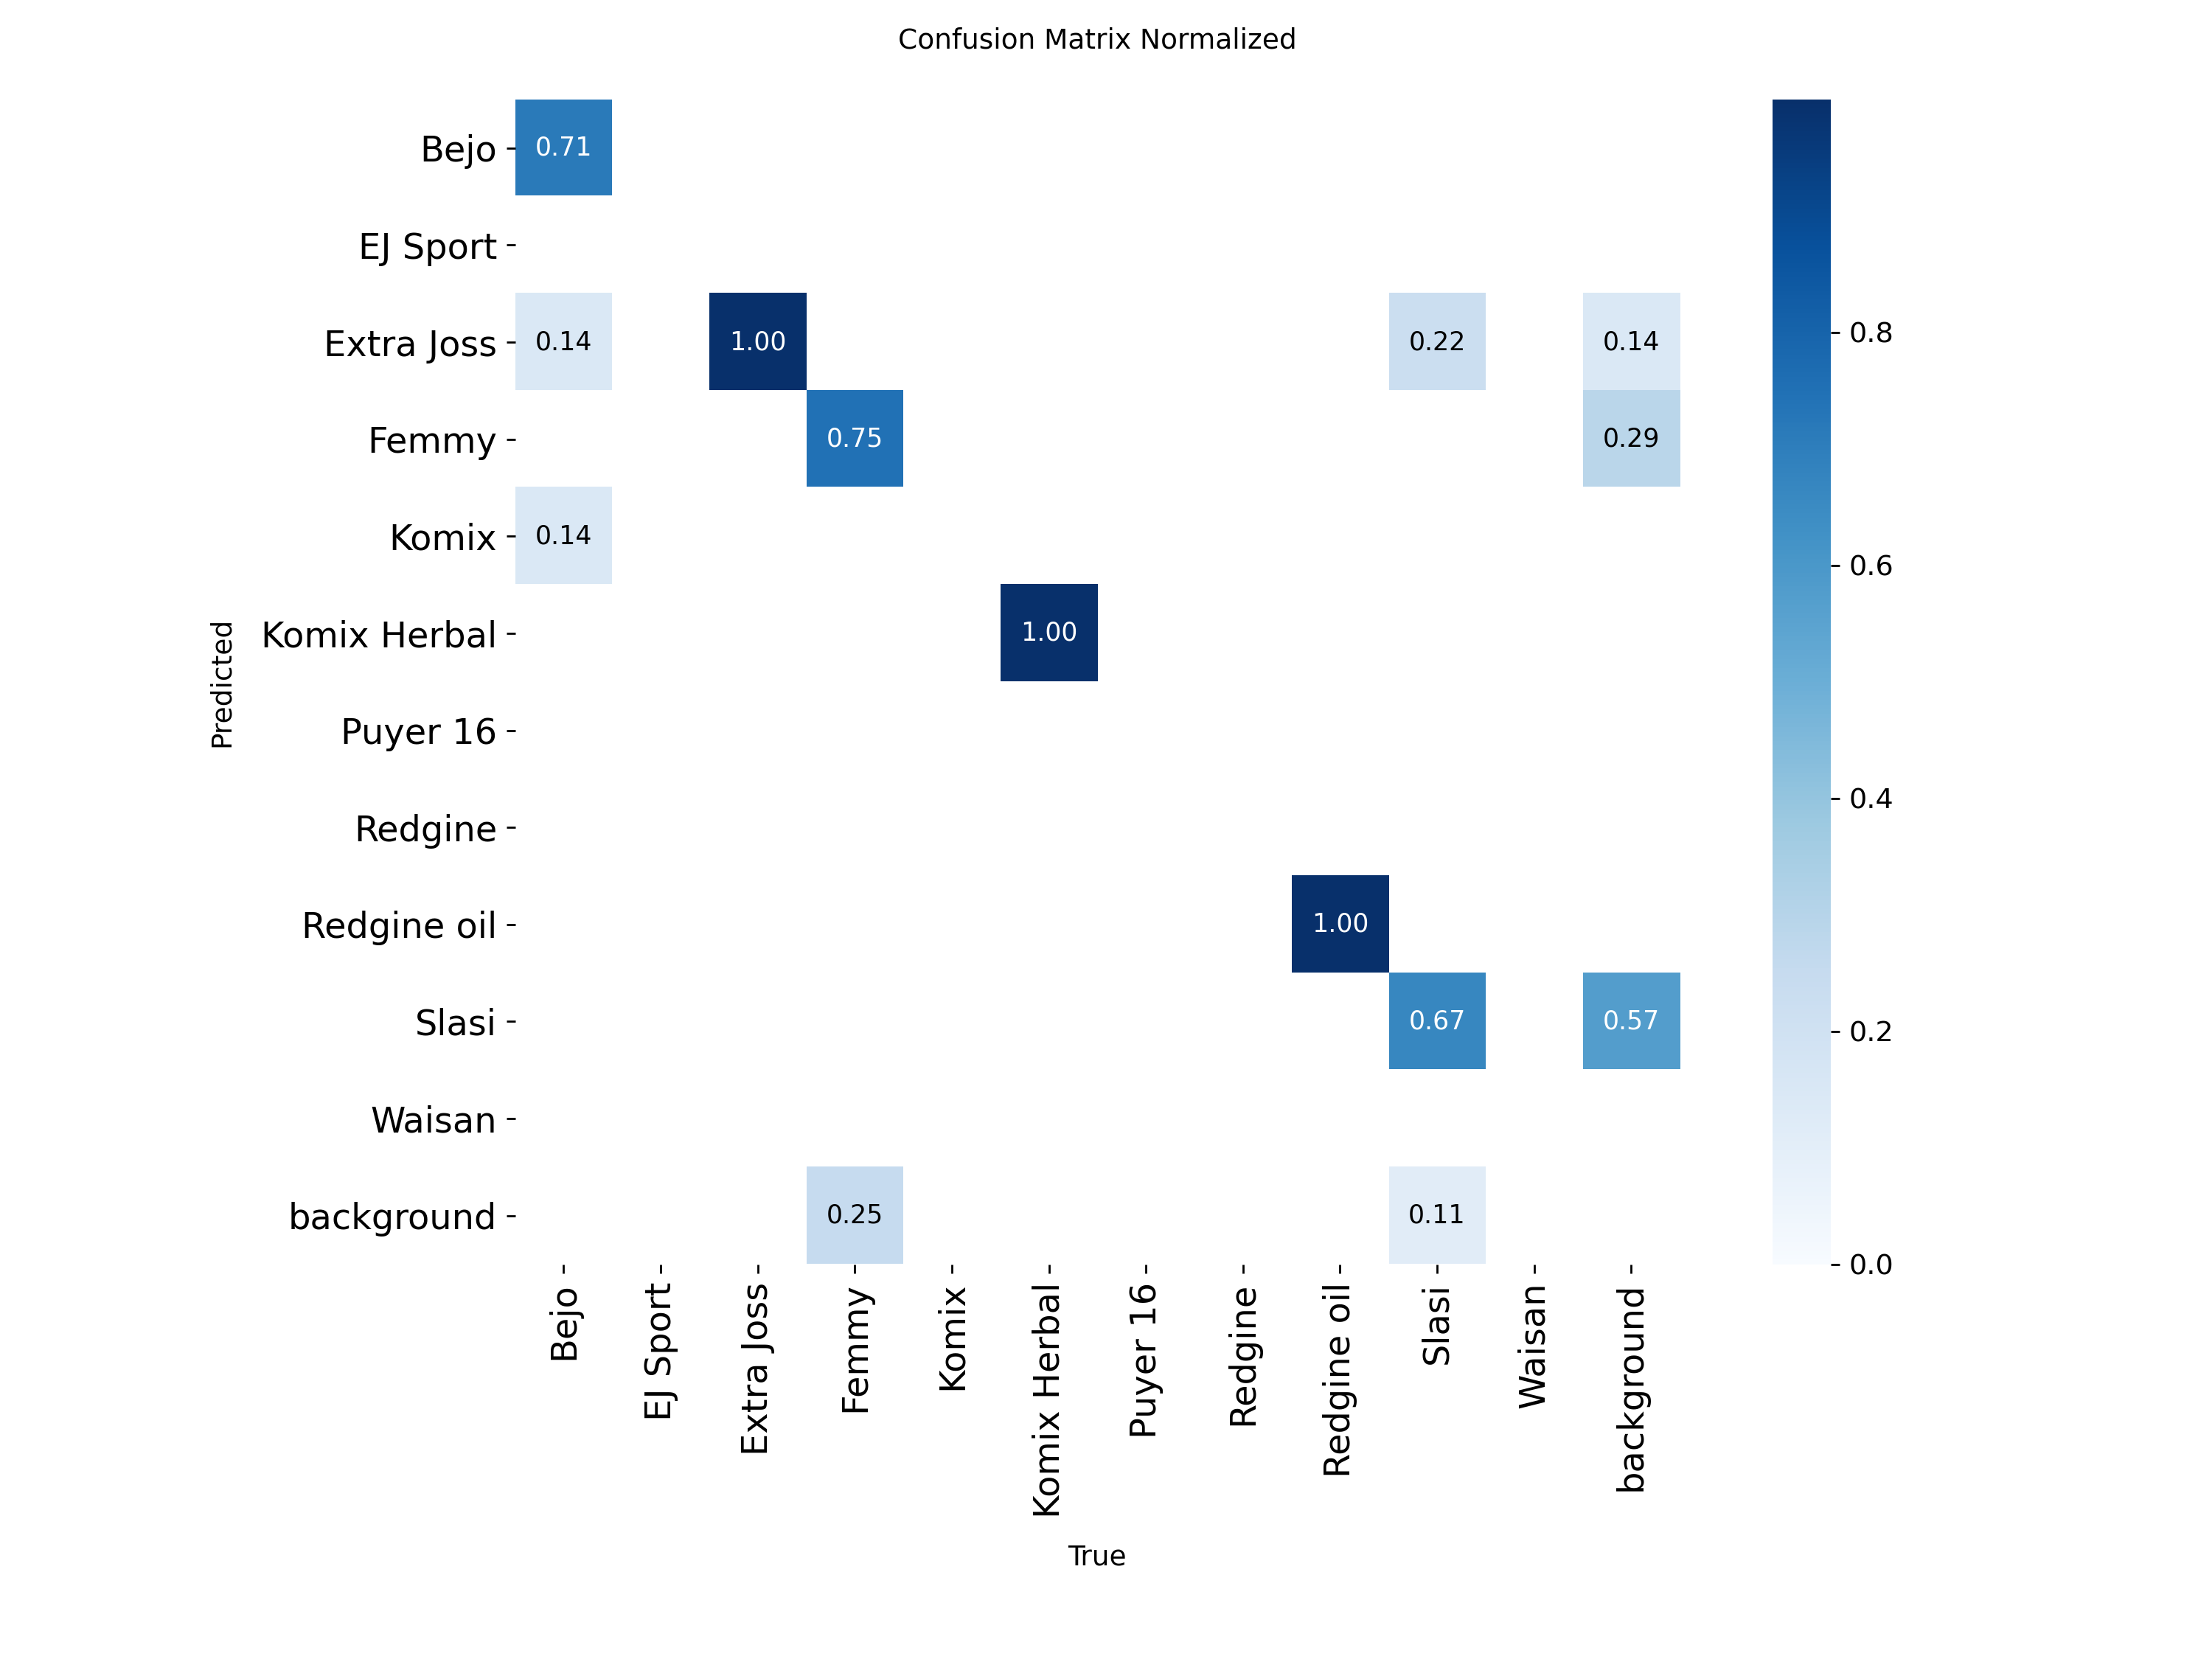 Confusion Matrix Normalized
Bejo 0.71
EJ Sport
Extra Joss 0.14 1.00 0.22 0.14
Femmy 0.75 0.29
Komix 0.14
Komix Herbal 1.00
Puyer 16
Redgine
Redgine oil 1.00
Slasi 0.67 0.57
Waisan
background 0.25 0.11
Predicted
Bejo
EJ Sport
Extra Joss
Femmy
Komix
Komix Herbal
Puyer 16
Redgine
Redgine oil
Slasi
Waisan
background
True
0.8
0.6
0.4
0.2
0.0